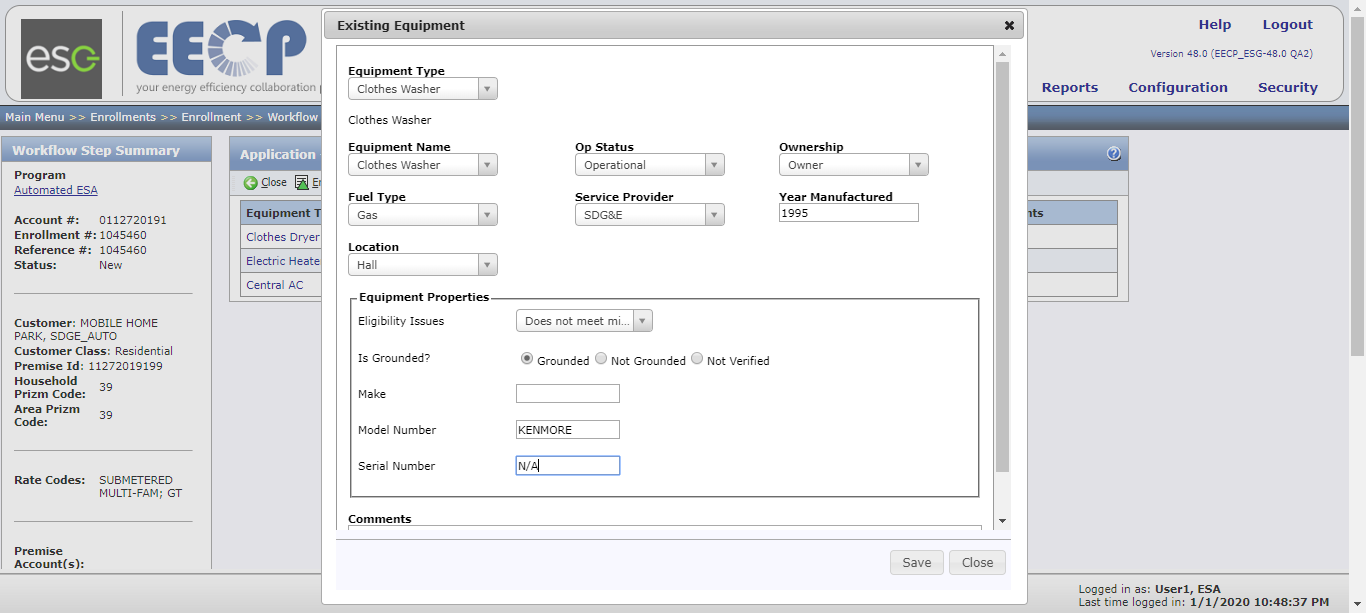 esg
EECP
your energy efficiency collaboration
Help Logout
Version 48.0 (EECP_ESG-48.0 QA2)
Reports Configuration Security
Main Menu >> Enrollments >> Enrollment >> Workflow
Workflow Step Summary
Program
Automated ESA
Account #: 0112720191
Enrollment #: 1045460
Reference #: 1045460
Status: New
Customer: MOBILE HOME
PARK, SDGE_AUTO
Customer Class: Residential
Premise Id: 11272019199
Household
Prizm Code: 39
Area Prizm
Code: 39
Rate Codes: SUBMETERED
MULTI-FAM; GT
Premise
Account(s):
Application
Close
Equipment T
Clothes Dryer
Electric Heate
Central AC
nts
Existing Equipment
Equipment Type
Clothes Washer
Clothes Washer
Equipment Name Op Status Ownership
Clothes Washer Operational Owner
Fuel Type Service Provider Year Manufactured
Gas SDG&E 1995
Location
Hall
Equipment Properties
Eligibility Issues Does not meet mi...
Is Grounded? Grounded Not Grounded Not Verified
Make
Model Number KENMORE
Serial Number N/A
Comments
Save Close
Logged in as: User1, ESA
Last time logged in: 1/1/2020 10:48:37 PM